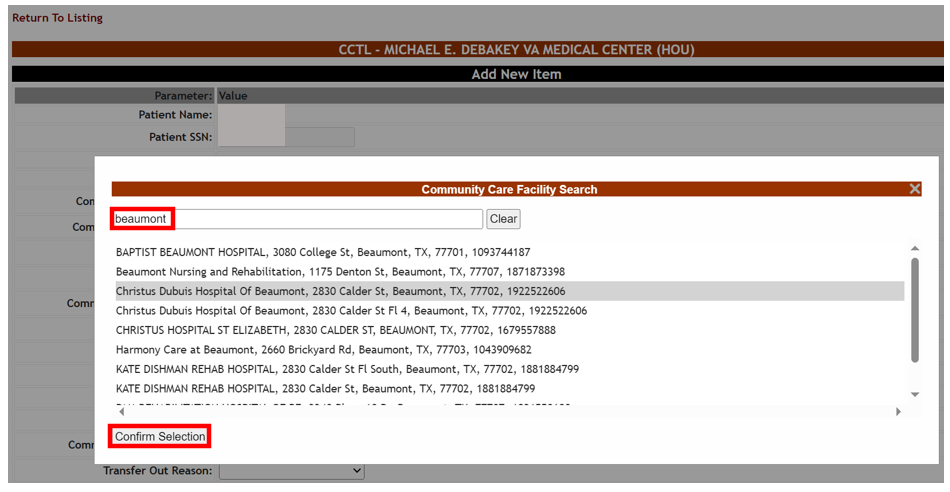 Return To Listing
CCTL - MICHAEL E. DEBAKEY VA MEDICAL CENTER (HOU)
Add New Item
Parameter: Value
Patient Name:
Patient SSN:
Community Care Facility Search
beaumont Clear
BAPTIST BEAUMONT HOSPITAL, 3080 College St, Beaumont, TX, 77701, 1093744187
Beaumont Nursing and Rehabilitation, 1175 Denton St, Beaumont, TX, 77707, 1871873398
Christus Dubuis Hospital Of Beaumont, 2830 Calder St, Beaumont, TX, 77702, 1922522606
Christus Dubuis Hospital Of Beaumont, 2830 Calder St Fl 4, Beaumont, TX, 77702, 1922522606
CHRISTUS HOSPITAL ST ELIZABETH, 2830 CALDER ST, BEAUMONT, TX, 77702, 1679557888
Harmony Care at Beaumont, 2660 Brickyard Rd, Beaumont, TX, 77703, 1043909682
KATE DISHMAN REHAB HOSPITAL, 2830 Calder St Fl South, Beaumont, TX, 77702, 1881884799
KATE DISHMAN REHAB HOSPITAL, 2830 Calder St, Beaumont, TX, 77702, 1881884799
Confirm Selection
Transfer Out Reason: